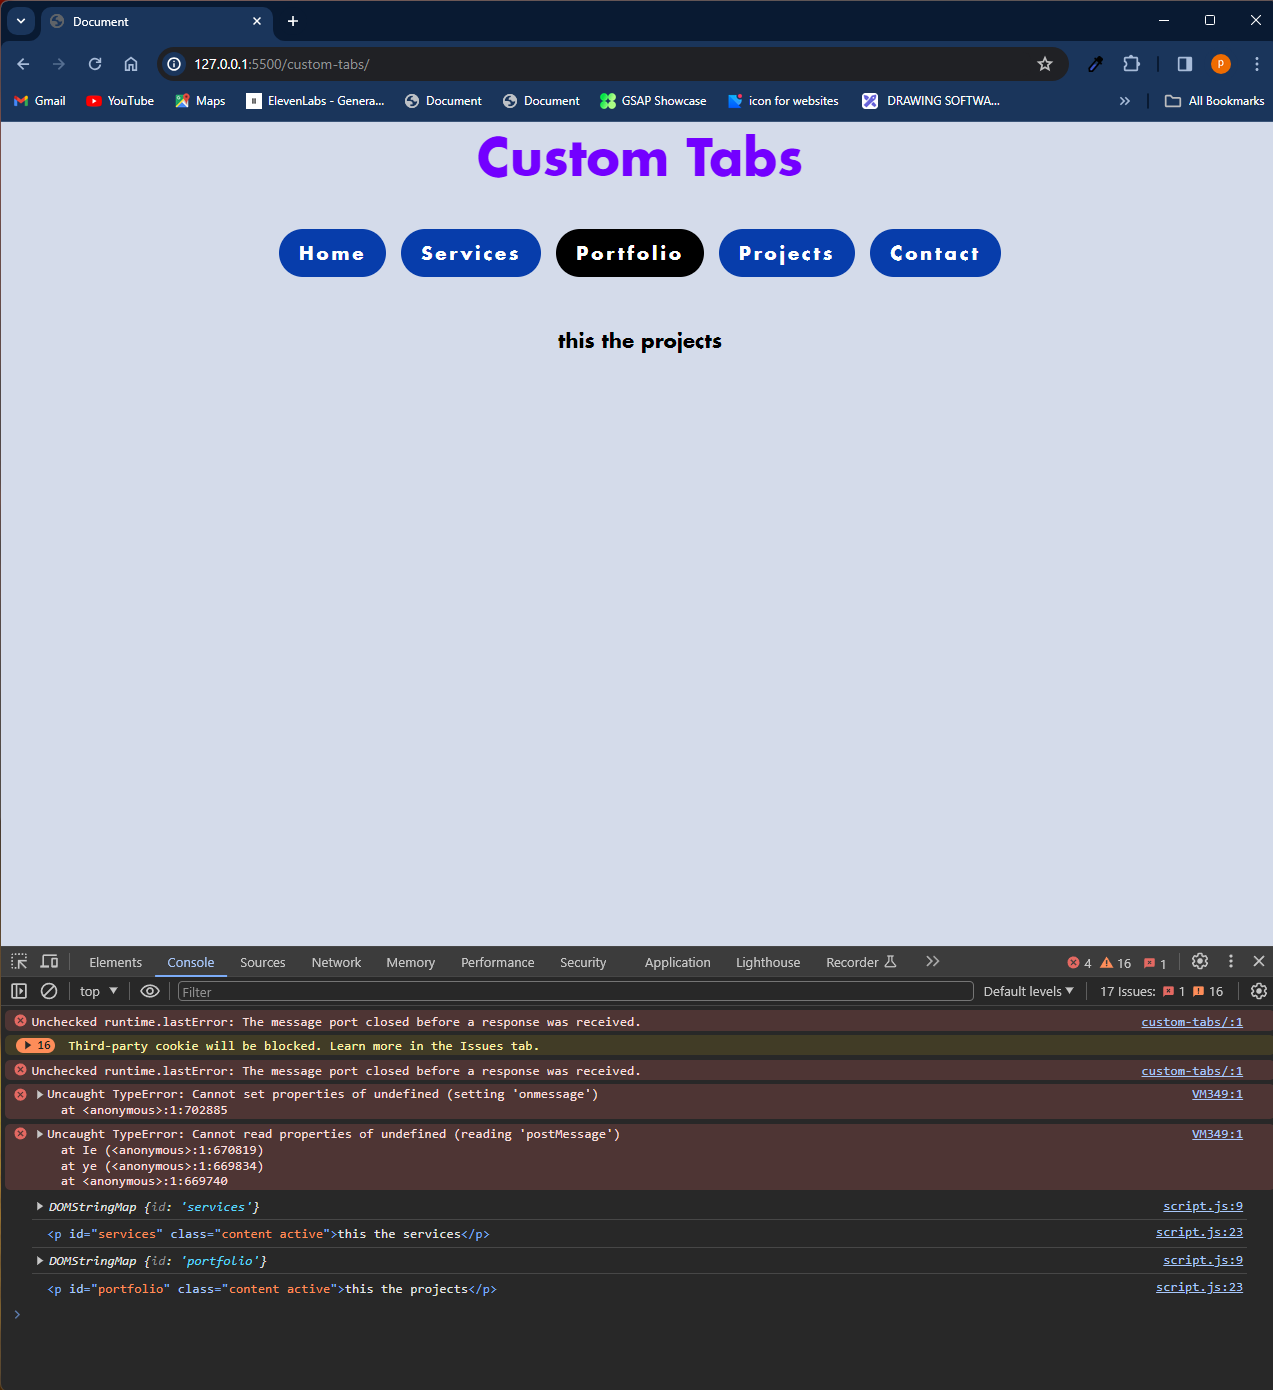 Document
127.0.0.1:5500/custom-tabs/
P
Gmail YouTube Maps ElevenLabs - Genera... Document Document GSAP Showcase icon for websites DRAWING SOFTWA... » All Bookmarks
Custom Tabs
Home Services Portfolio Projects Contact
this the projects
Elements Console Sources Network Memory Performance Security Application Lighthouse Recorder 4 16 1
top Filter Default levels 17 Issues: 1 16
Unchecked runtime.lastError: The message port closed before a response was received. custom-tabs/:1
16 Third-party cookie will be blocked. Learn more in the Issues tab.
Unchecked runtime.lastError: The message port closed before a response was received. custom-tabs/:1
Uncaught TypeError: Cannot set properties of undefined (setting 'onmessage') VM349:1
at <anonymous>:1:702885
Uncaught TypeError: Cannot read properties of undefined (reading 'postMessage') VM349:1
at Ie (<anonymous>:1:670819)
at ye (<anonymous>:1:669834)
at <anonymous>:1:669740
DOMStringMap {id: 'services'} script.js:9
<p id="services" class="content active">this the services</p> script.js:23
DOMStringMap {id: 'portfolio'} script.js:9
<p id="portfolio" class="content active">this the projects</p> script.js:23